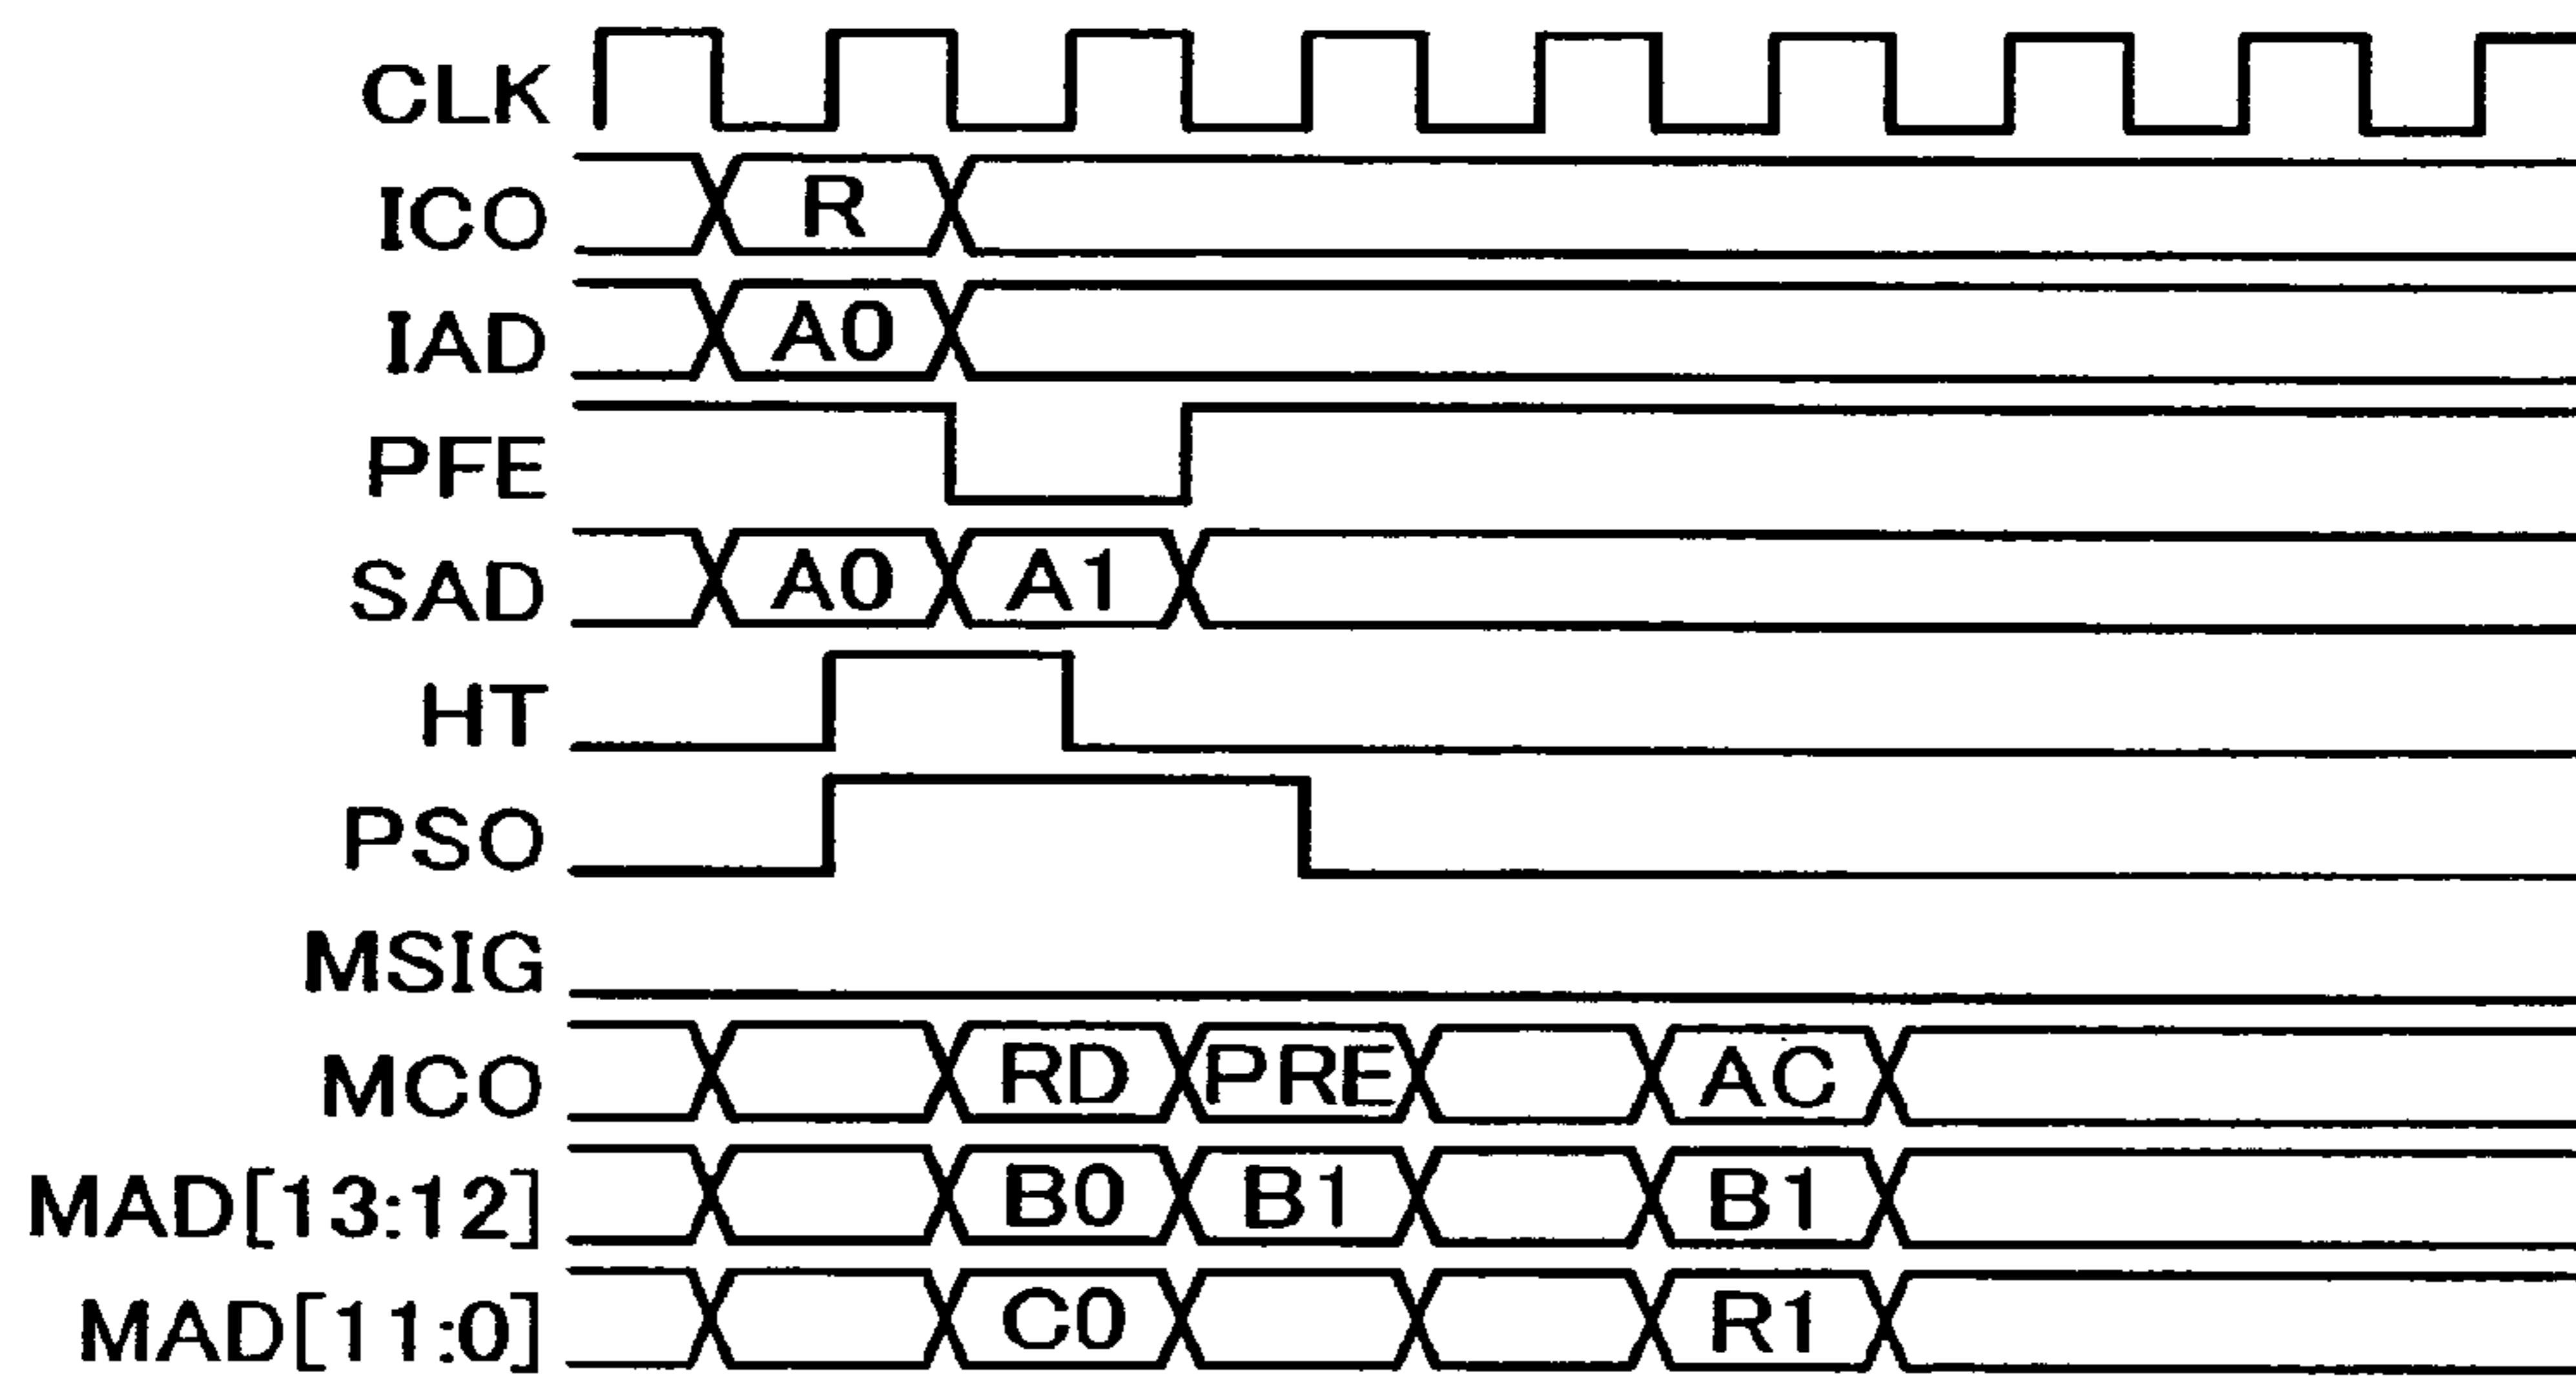 CLK
ICO R
IAD A0
PFE
SAD A0 A1
HT
PSO
MSIG
MCO RD PRE AC
MAD[13:12] B0 B1 B1
MAD[11:0] C0 R1